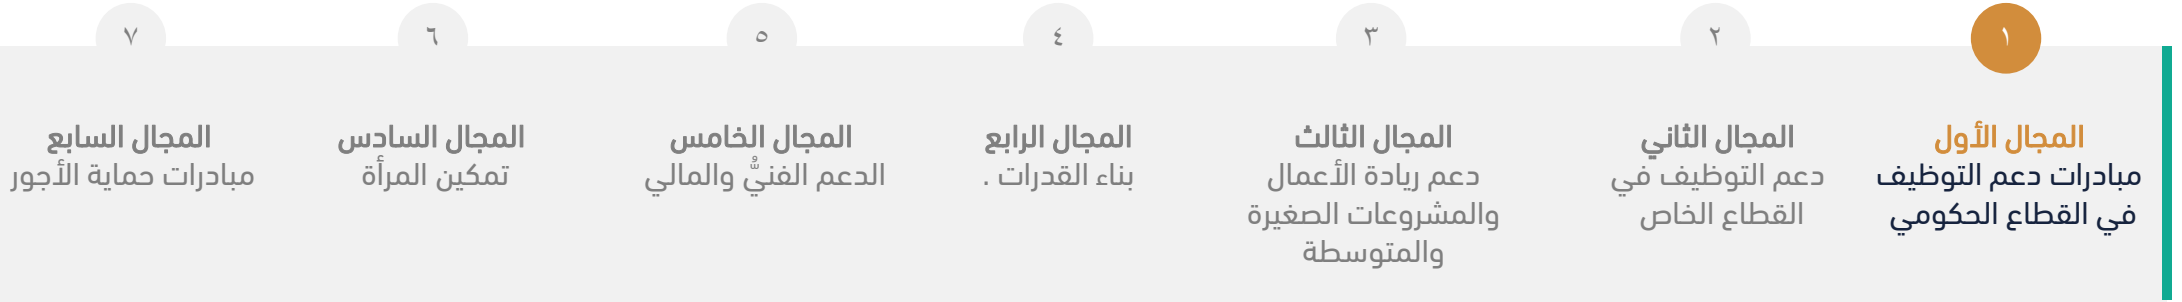 ١
المجال الأول
مبادرات دعم التوظيف
في القطاع الحكومي
٢
المجال الثاني
دعم التوظيف في
القطاع الخاص
٣
المجال الثالث
دعم ريادة الأعمال
والمشروعات الصغيرة
والمتوسطة
٤
المجال الرابع
بناء القدرات .
٥
المجال الخامس
الدعم الفنيُّ والمالي
٦
المجال السادس
تمكين المرأة
٧
المجال السابع
مبادرات حماية الأجور